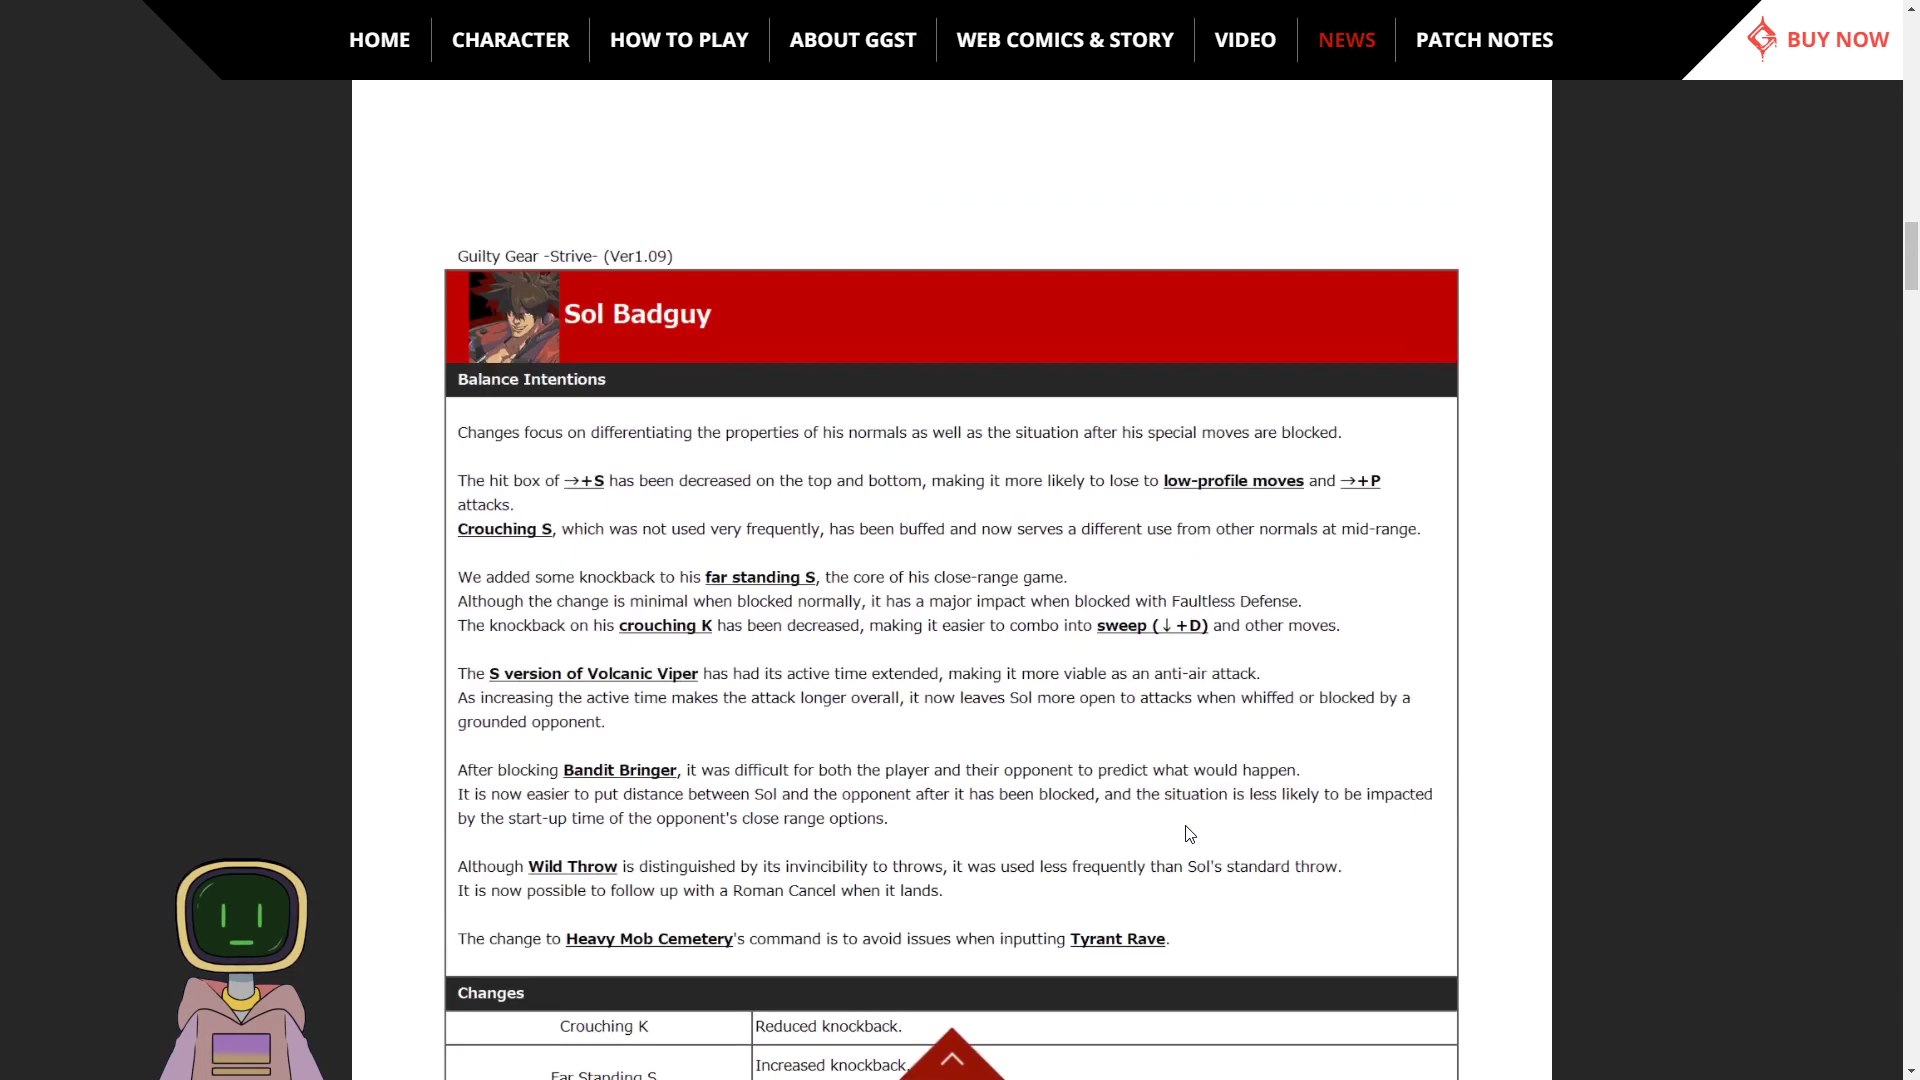 HOME
CHARACTER
HOW TO PLAY
ABOUT GGST
WEB COMICS & STORY
VIDEO
NEWS
PATCH NOTES
BUY NOW
Guilty Gear -Strive- (Ver1.09)
Sol Badguy
Balance Intentions
Changes focus on differentiating the properties of his normals as well as the situation after his special moves are blocked.
The hit box of →+S has been decreased on the top and bottom, making it more likely to lose to low-profile moves and →+P
attacks.
Crouching S, which was not used very frequently, has been buffed and now serves a different use from other normals at mid-range.
We added some knockback to his far standing S, the core of his close-range game.
Although the change is minimal when blocked normally, it has a major impact when blocked with Faultless Defense.
The knockback on his crouching K has been decreased, making it easier to combo into sweep (↓+D) and other moves.
The S version of Volcanic Viper has had its active time extended, making it more viable as an anti-air attack.
As increasing the active time makes the attack longer overall, it now leaves Sol more open to attacks when whiffed or blocked by a
grounded opponent.
After blocking Bandit Bringer, it was difficult for both the player and their opponent to predict what would happen.
It is now easier to put distance between Sol and the opponent after it has been blocked, and the situation is less likely to be impacted
by the start-up time of the opponent's close range options.
Although Wild Throw is distinguished by its invincibility to throws, it was used less frequently than Sol's standard throw.
It is now possible to follow up with a Roman Cancel when it lands.
The change to Heavy Mob Cemetery's command is to avoid issues when inputting Tyrant Rave.
Changes
Crouching K
Reduced knockback.
Increased knockback.
Far Standing S